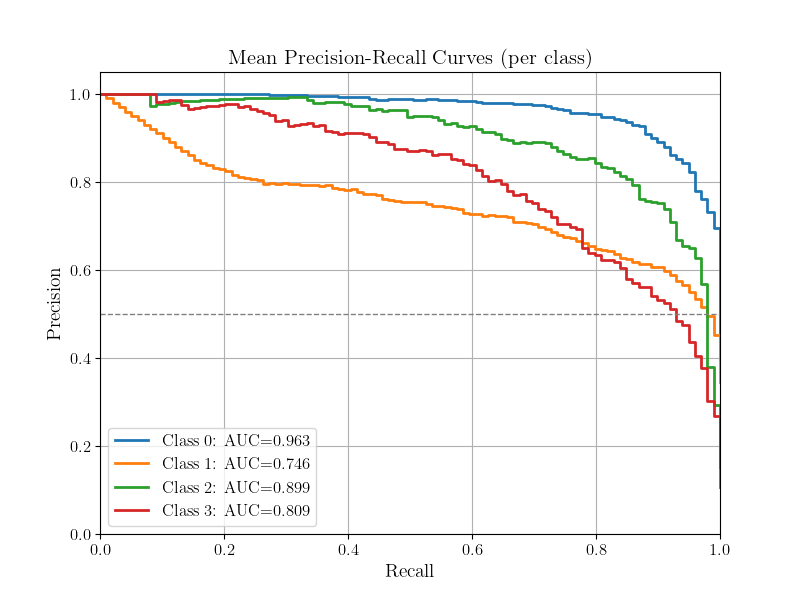 Mean Precision-Recall Curves (per class)
Precision
1.0
0.8
0.6
0.4
0.2
0.0
Class 0: AUC=0.963
Class 1: AUC=0.746
Class 2: AUC=0.899
Class 3: AUC=0.809
0.0 0.2 0.4 0.6 0.8 1.0
Recall